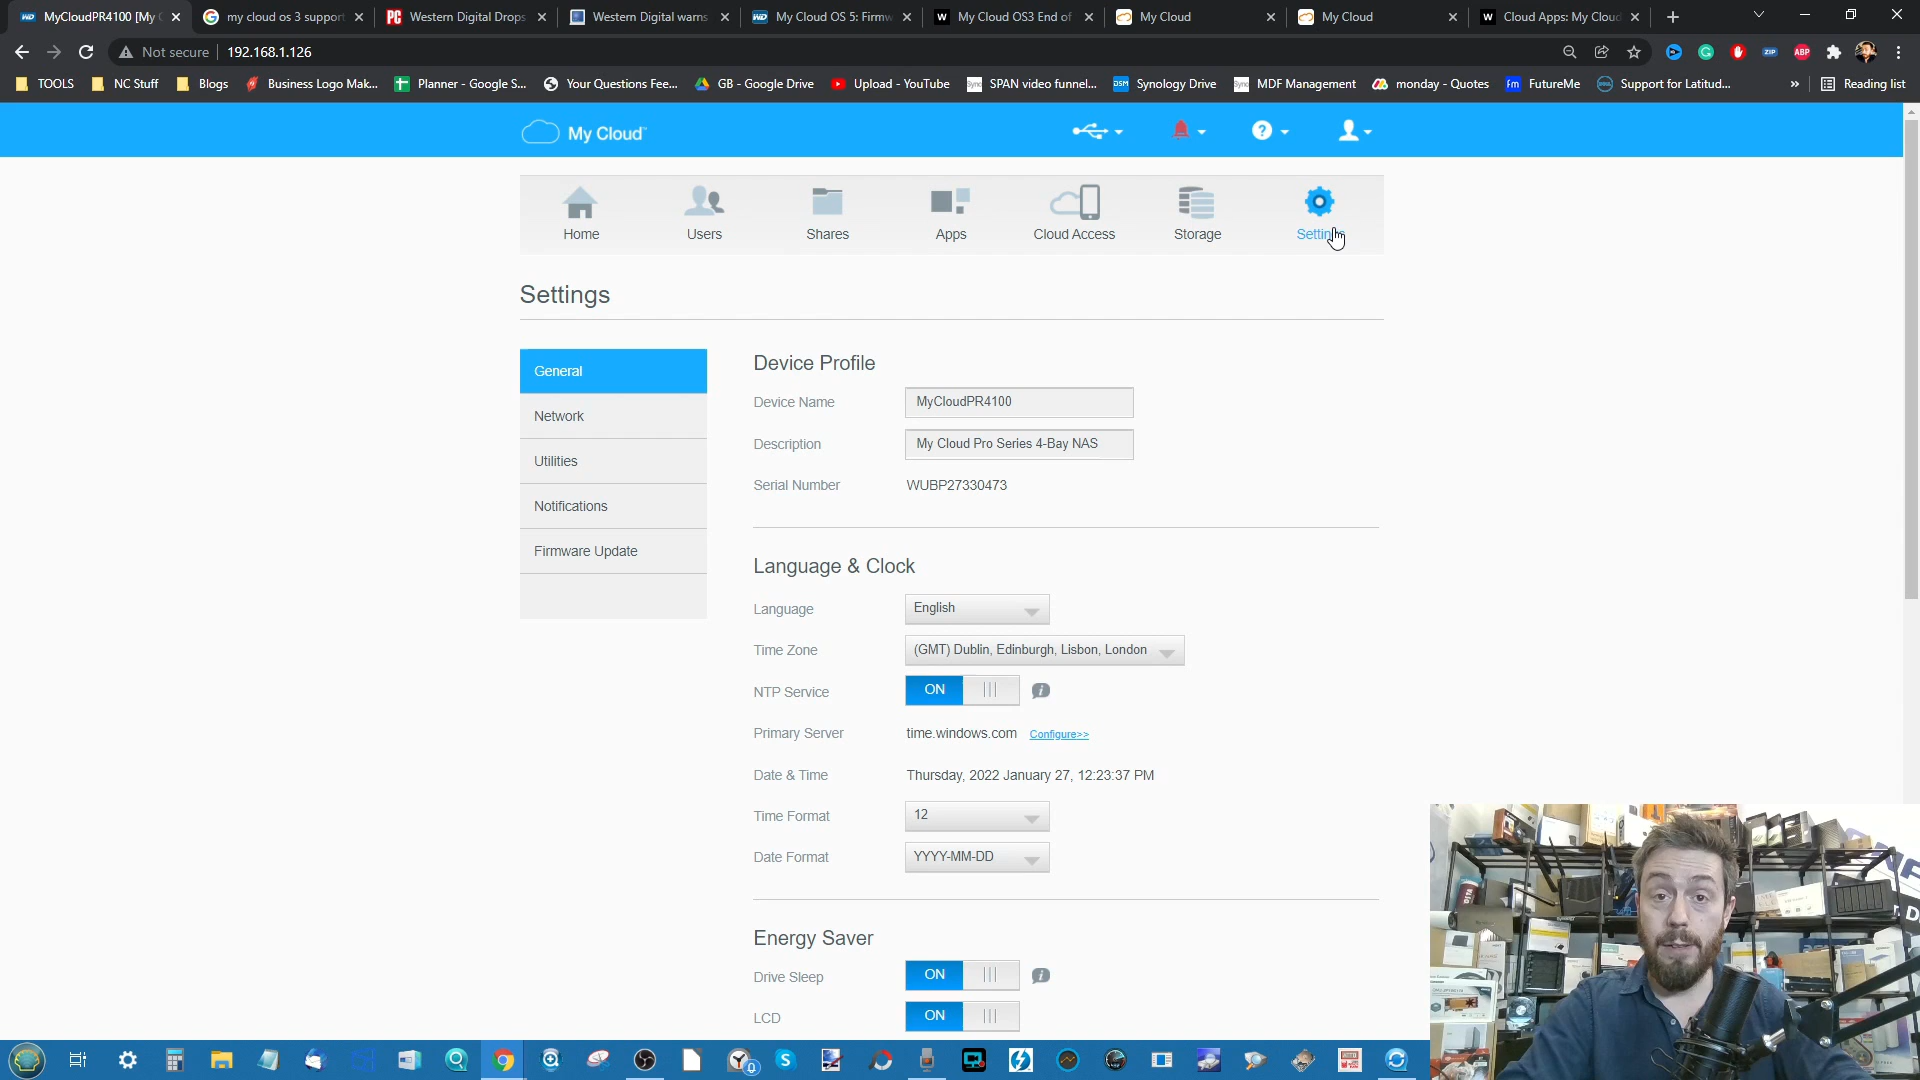 MyCloudPR4100 [My C
my cloud os 3 support
Western Digital Drops
Western Digital warns
My Cloud OS 5: Firmw
My Cloud OS3 End of
My Cloud
My Cloud
Cloud Apps: My Cloud
Not secure
192.168.1.126
TOOLS
NC Stuff
Blogs
Business Logo Mak...
Planner - Google S...
Your Questions Fee...
GB - Google Drive
Upload - YouTube
SPAN video funnel...
Synology Drive
MDF Management
monday - Quotes
FutureMe
Support for Latitud...
Reading list
My Cloud
Home
Users
Shares
Apps
Cloud Access
Storage
Settin
Settings
General
Network
Utilities
Notifications
Firmware Update
Device Profile
Device Name
MyCloudPR4100
Description
My Cloud Pro Series 4-Bay NAS
Serial Number
WUBP27330473
Language & Clock
Language
English
Time Zone
(GMT) Dublin, Edinburgh, Lisbon, London
NTP Service
ON
Primary Server
time.windows.com Configure>>
Date & Time
Thursday, 2022 January 27, 12:23:37 PM
Time Format
12
Date Format
YYYY-MM-DD
Energy Saver
Drive Sleep
ON
LCD
ON